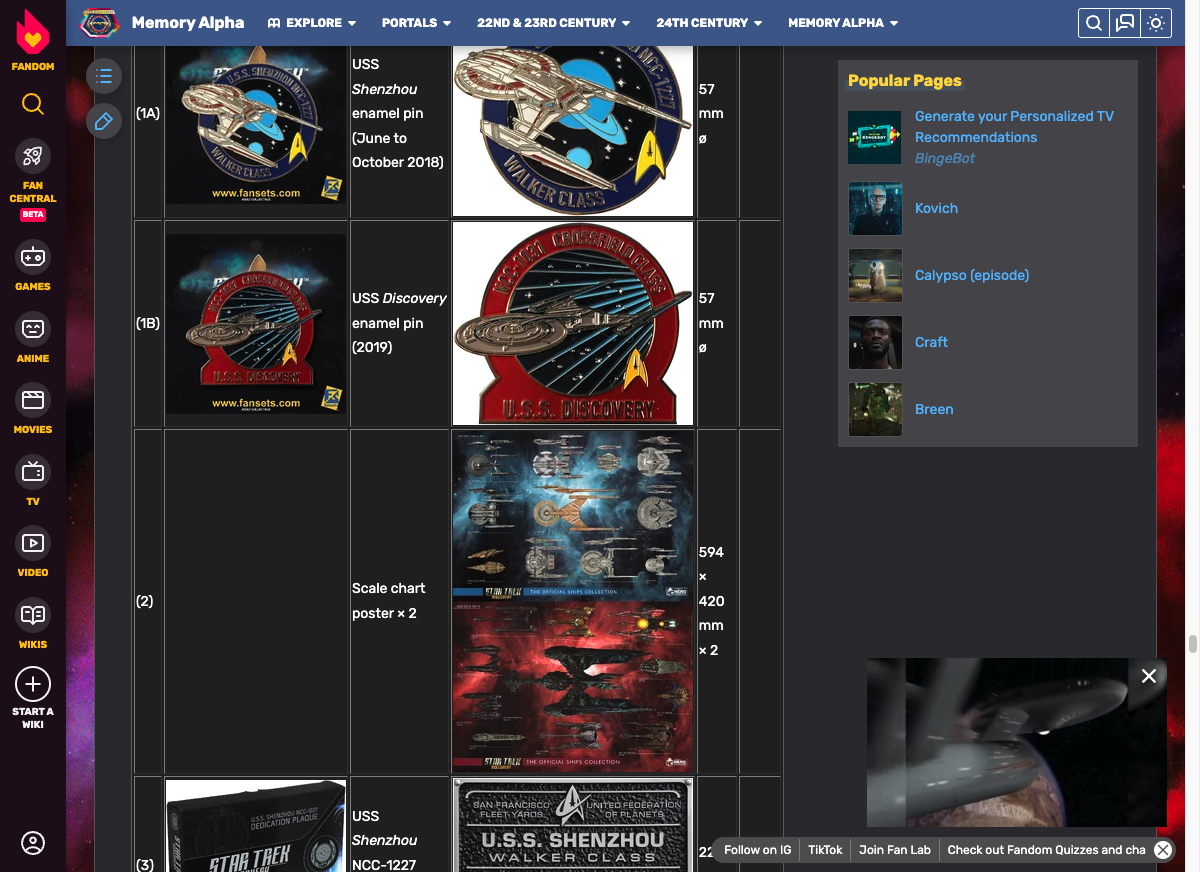 Memory Alpha
EXPLORE
PORTALS
22ND & 23RD CENTURY
24TH CENTURY
MEMORY ALPHA
FANDOM
FAN
CENTRAL
BETA
GAMES
ANIME
MOVIES
TV
VIDEO
WIKIS
START A
WIKI
(1A)
U.S.S. SHENZHOU NCC-1227
WALKER CLASS
www.fansets.com
USS
Shenzhou
enamel pin
(June to
October 2018)
NCC-1227
WALKER CLASS
57
mm
ø
(1B)
NCC-1031 CROSSFIELD CLASS
U.S.S. DISCOVERY
www.fansets.com
USS Discovery
enamel pin
(2019)
NCC-1031 CROSSFIELD CLASS
U.S.S. DISCOVERY
57
mm
ø
(2)
Scale chart
poster × 2
STAR TREK
DISCOVERY
THE OFFICIAL SHIPS COLLECTION
HERO
STAR TREK
DISCOVERY
THE OFFICIAL SHIPS COLLECTION
HERO
594
×
420
mm
× 2
(3)
U.S.S. SHENZHOU NCC-1227
DEDICATION PLAQUE
STAR TREK
USS
Shenzhou
NCC-1227
SAN FRANCISCO
FLEET YARDS
UNITED FEDERATION
OF PLANETS
U.S.S. SHENZHOU
WALKER CLASS
22
Popular Pages
Generate your Personalized TV
Recommendations
BingeBot
Kovich
Calypso (episode)
Craft
Breen
Follow on IG
TikTok
Join Fan Lab
Check out Fandom Quizzes and cha